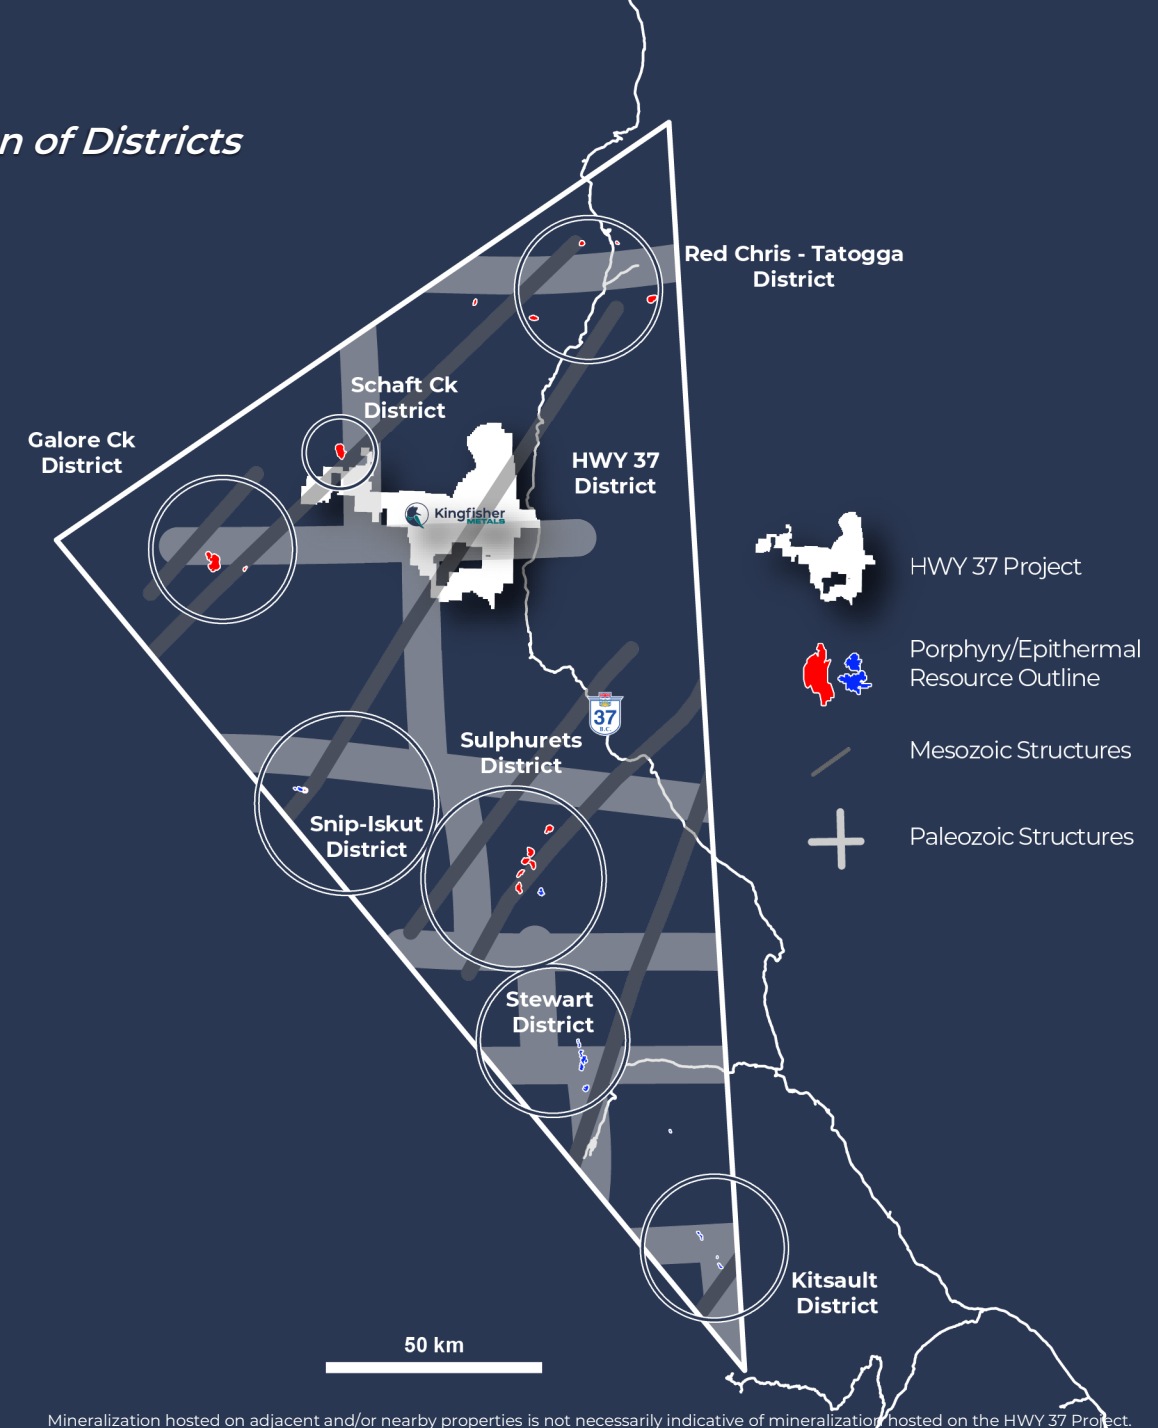 n of Districts
Red Chris - Tatogga
District
Schaft Ck
District
Galore Ck
District
HWY 37
District
Kingfisher
METALS
HWY 37 Project
Porphyry/Epithermal
Resource Outline
37
B.C.
Mesozoic Structures
Sulphurets
District
Snip-Iskut
District
Paleozoic Structures
Stewart
District
Kitsault
District
50 km
Mineralization hosted on adjacent and/or nearby properties is not necessarily indicative of mineralization hosted on the HWY 37 Project.